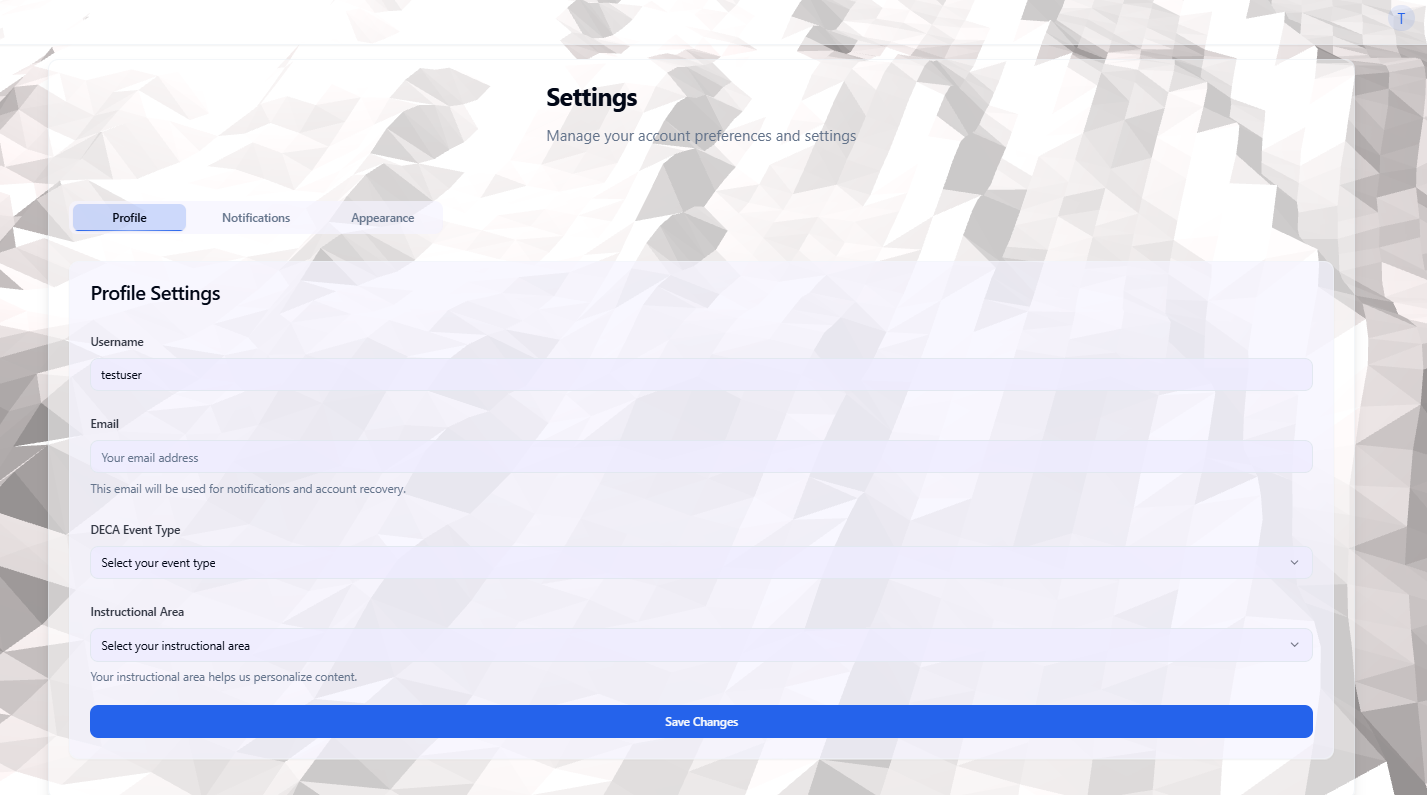 T
Settings
Manage your account preferences and settings
Profile
Notifications
Appearance
Profile Settings
Username
testuser
Email
Your email address
This email will be used for notifications and account recovery.
DECA Event Type
Select your event type
Instructional Area
Select your instructional area
Your instructional area helps us personalize content.
Save Changes